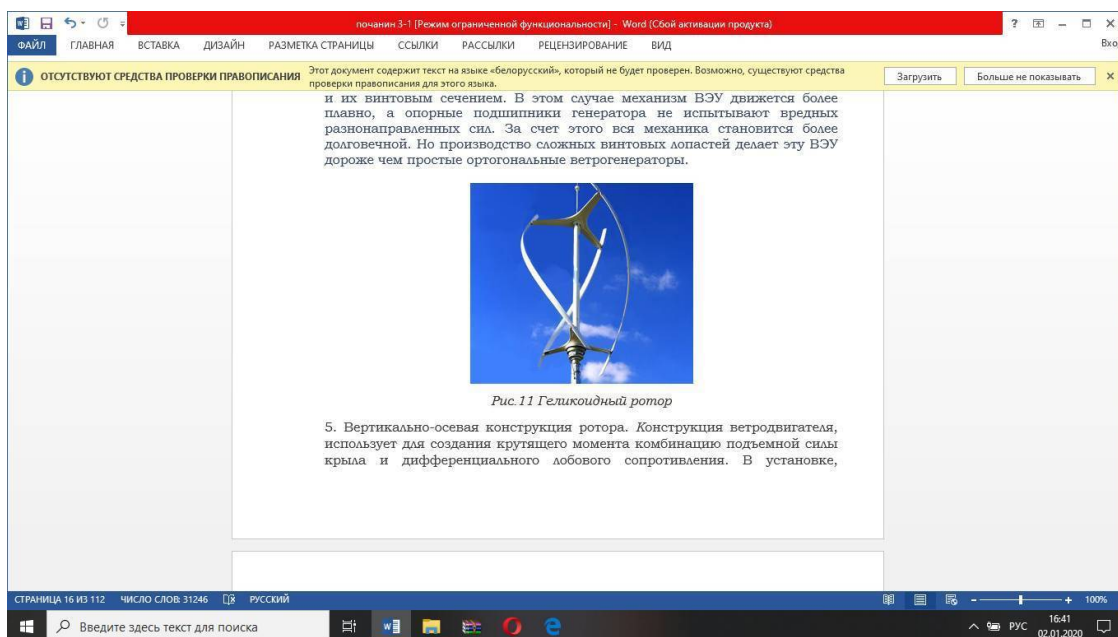 почанин 3-1 [Режим ограниченной функциональности] - Word (Сбой активации продукта)
ФАЙЛ ГЛАВНАЯ ВСТАВКА ДИЗАЙН РАЗМЕТКА СТРАНИЦЫ ССЫЛКИ РАССЫЛКИ РЕЦЕНЗИРОВАНИЕ ВИД
ОТСУТСТВУЮТ СРЕДСТВА ПРОВЕРКИ ПРАВОПИСАНИЯ Этот документ содержит текст на языке «белорусский», который не будет проверен. Возможно, существуют средства
проверки правописания для этого языка.
Загрузить Больше не показывать
и их винтовым сечением. В этом случае механизм ВЭУ движется более
плавно, а опорные подшипники генератора не испытывают вредных
разнонаправленных сил. За счет этого вся механика становится более
долговечной. Но производство сложных винтовых лопастей делает эту ВЭУ
дороже чем простые ортогональные ветрогенераторы.
Рис.11 Геликоидный ротор
5. Вертикально-осевая конструкция ротора. Конструкция ветродвигателя,
использует для создания крутящего момента комбинацию подъемной силы
крыла и дифференциального лобового сопротивления. В установке,
СТРАНИЦА 16 ИЗ 112 ЧИСЛО СЛОВ: 31246 РУССКИЙ 100%
Введите здесь текст для поиска
РУС
16:41
02.01.2020